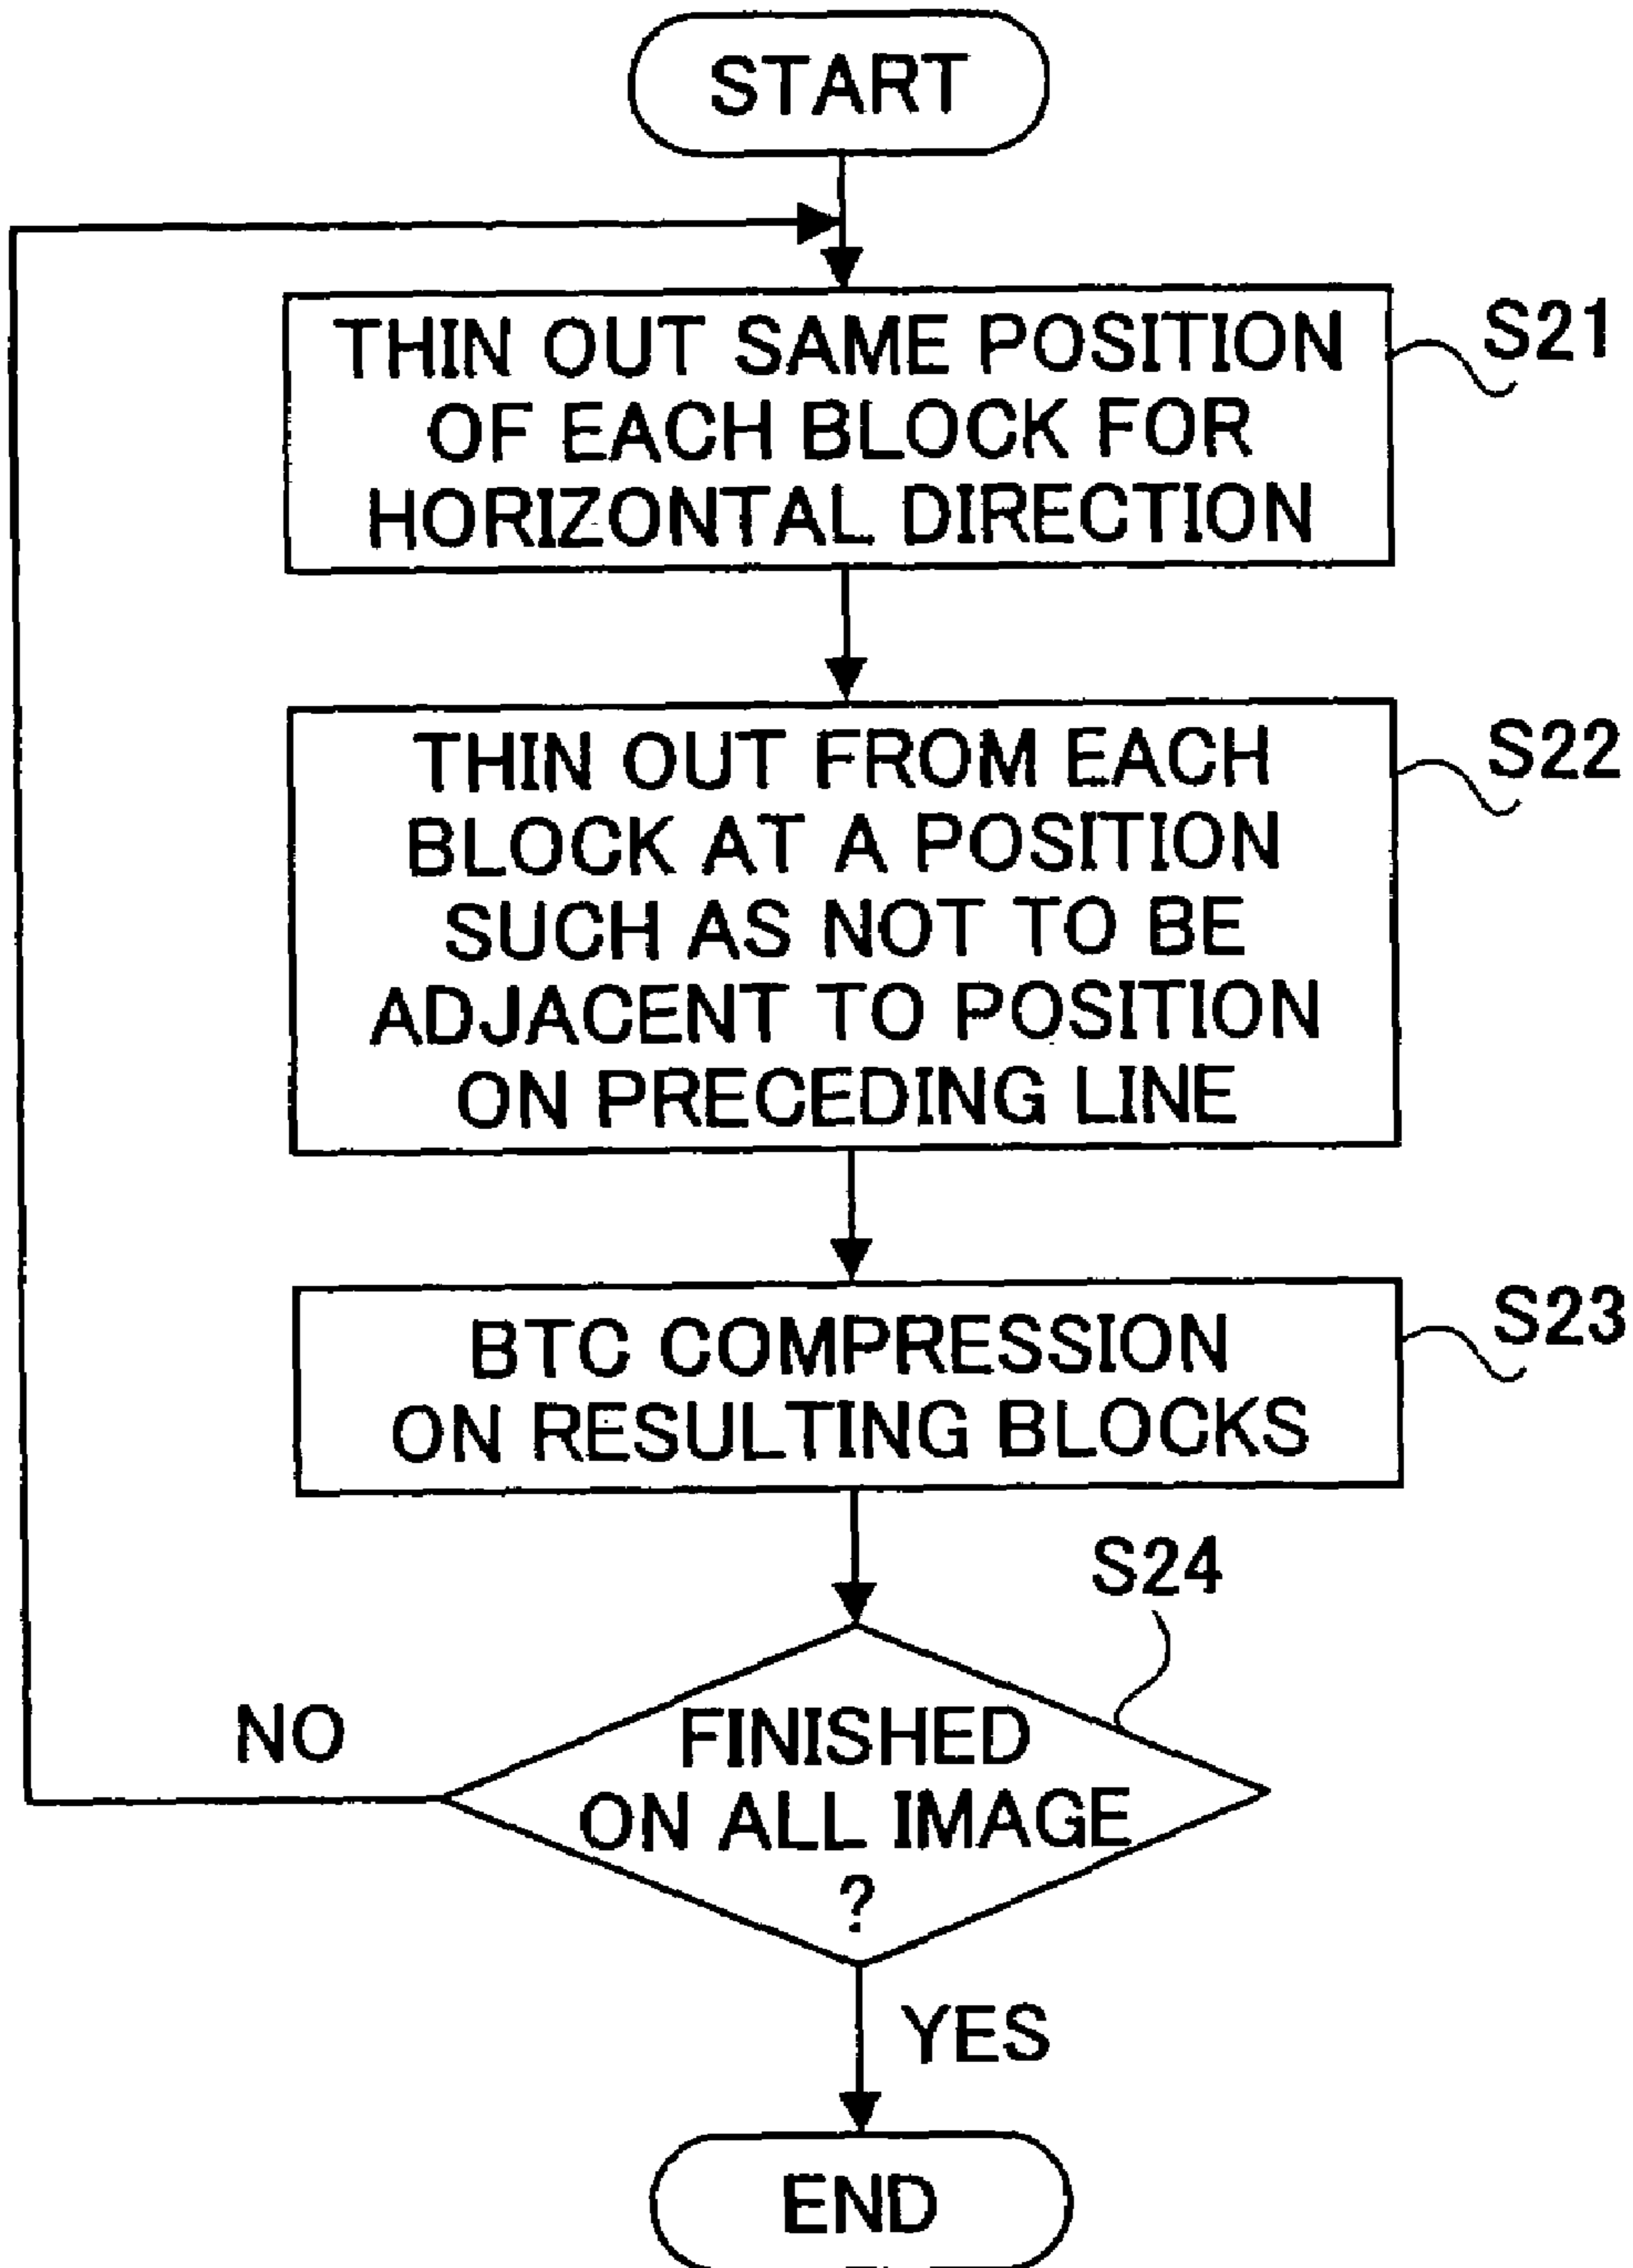 START
THIN OUT SAME POSITION
OF EACH BLOCK FOR
HORIZONTAL DIRECTION
S21
THIN OUT FROM EACH
BLOCK AT A POSITION
SUCH AS NOT TO BE
ADJACENT TO POSITION
ON PRECEDING LINE
S22
BTC COMPRESSION
ON RESULTING BLOCKS
S23
S24
FINISHED
ON ALL IMAGE
?
NO
YES
END